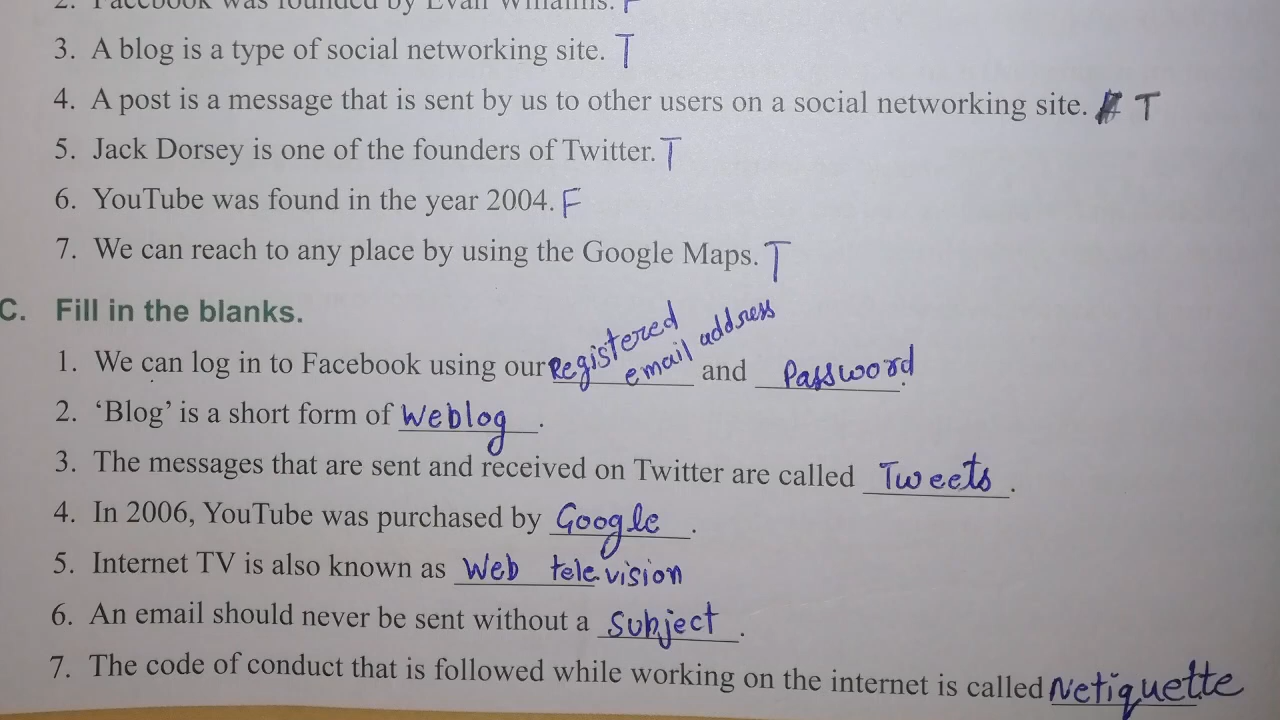 2. Facebook was founded by Evan Williams. F
3. A blog is a type of social networking site. T
4. A post is a message that is sent by us to other users on a social networking site. T
5. Jack Dorsey is one of the founders of Twitter. T
6. YouTube was found in the year 2004. F
7. We can reach to any place by using the Google Maps. T
C. Fill in the blanks.
1. We can log in to Facebook using our Registered email address and Password.
2. ‘Blog’ is a short form of Weblog.
3. The messages that are sent and received on Twitter are called Tweets.
4. In 2006, YouTube was purchased by Google.
5. Internet TV is also known as Web television
6. An email should never be sent without a Subject.
7. The code of conduct that is followed while working on the internet is called Netiquette